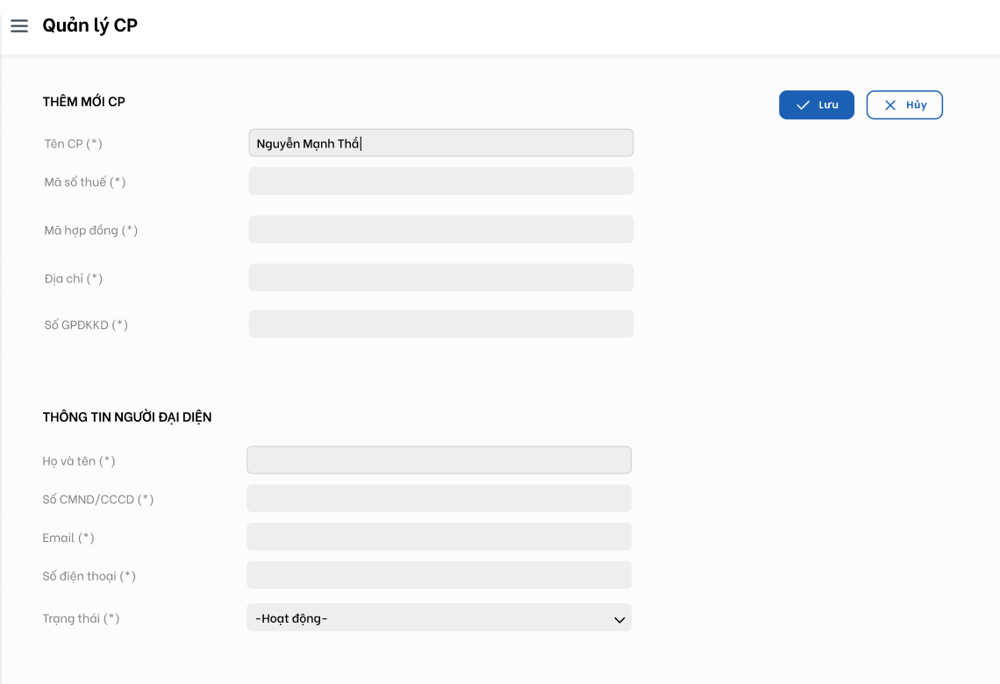 Quản lý CP
THÊM MỚI CP
Lưu
Hủy
Tên CP (*)
Nguyễn Mạnh Thắ
Mã số thuế (*)
Mã hợp đồng (*)
Địa chỉ (*)
Số GPĐKKD (*)
THÔNG TIN NGƯỜI ĐẠI DIỆN
Họ và tên (*)
Số CMND/CCCD (*)
Email (*)
Số điện thoại (*)
Trạng thái (*)
-Hoạt động-